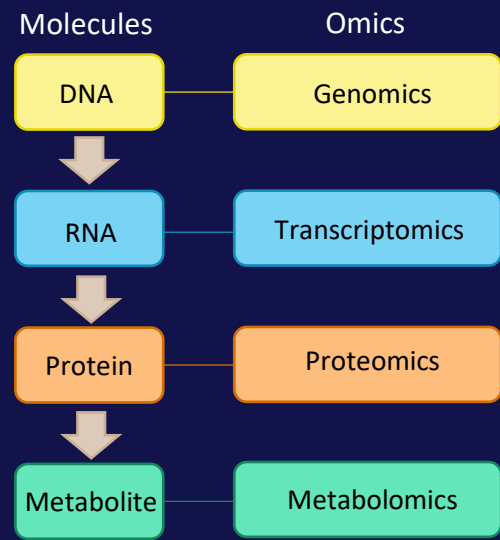 Molecules Omics
DNA Genomics
RNA Transcriptomics
Protein Proteomics
Metabolite Metabolomics